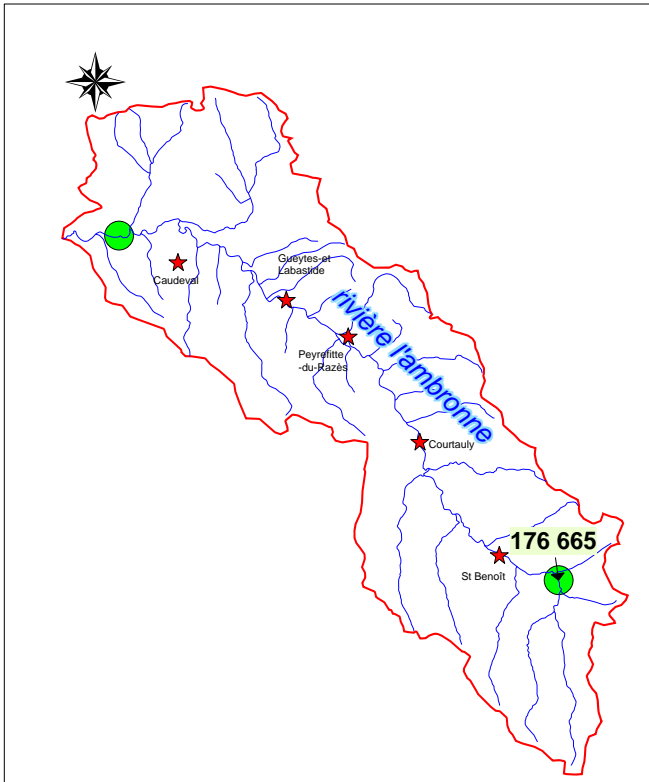 Gueytes-et
Labastide
Caudeval
rivière l'ambronne
Peyrefitte
-du-Razès
Courtauly
176 665
St Benoît